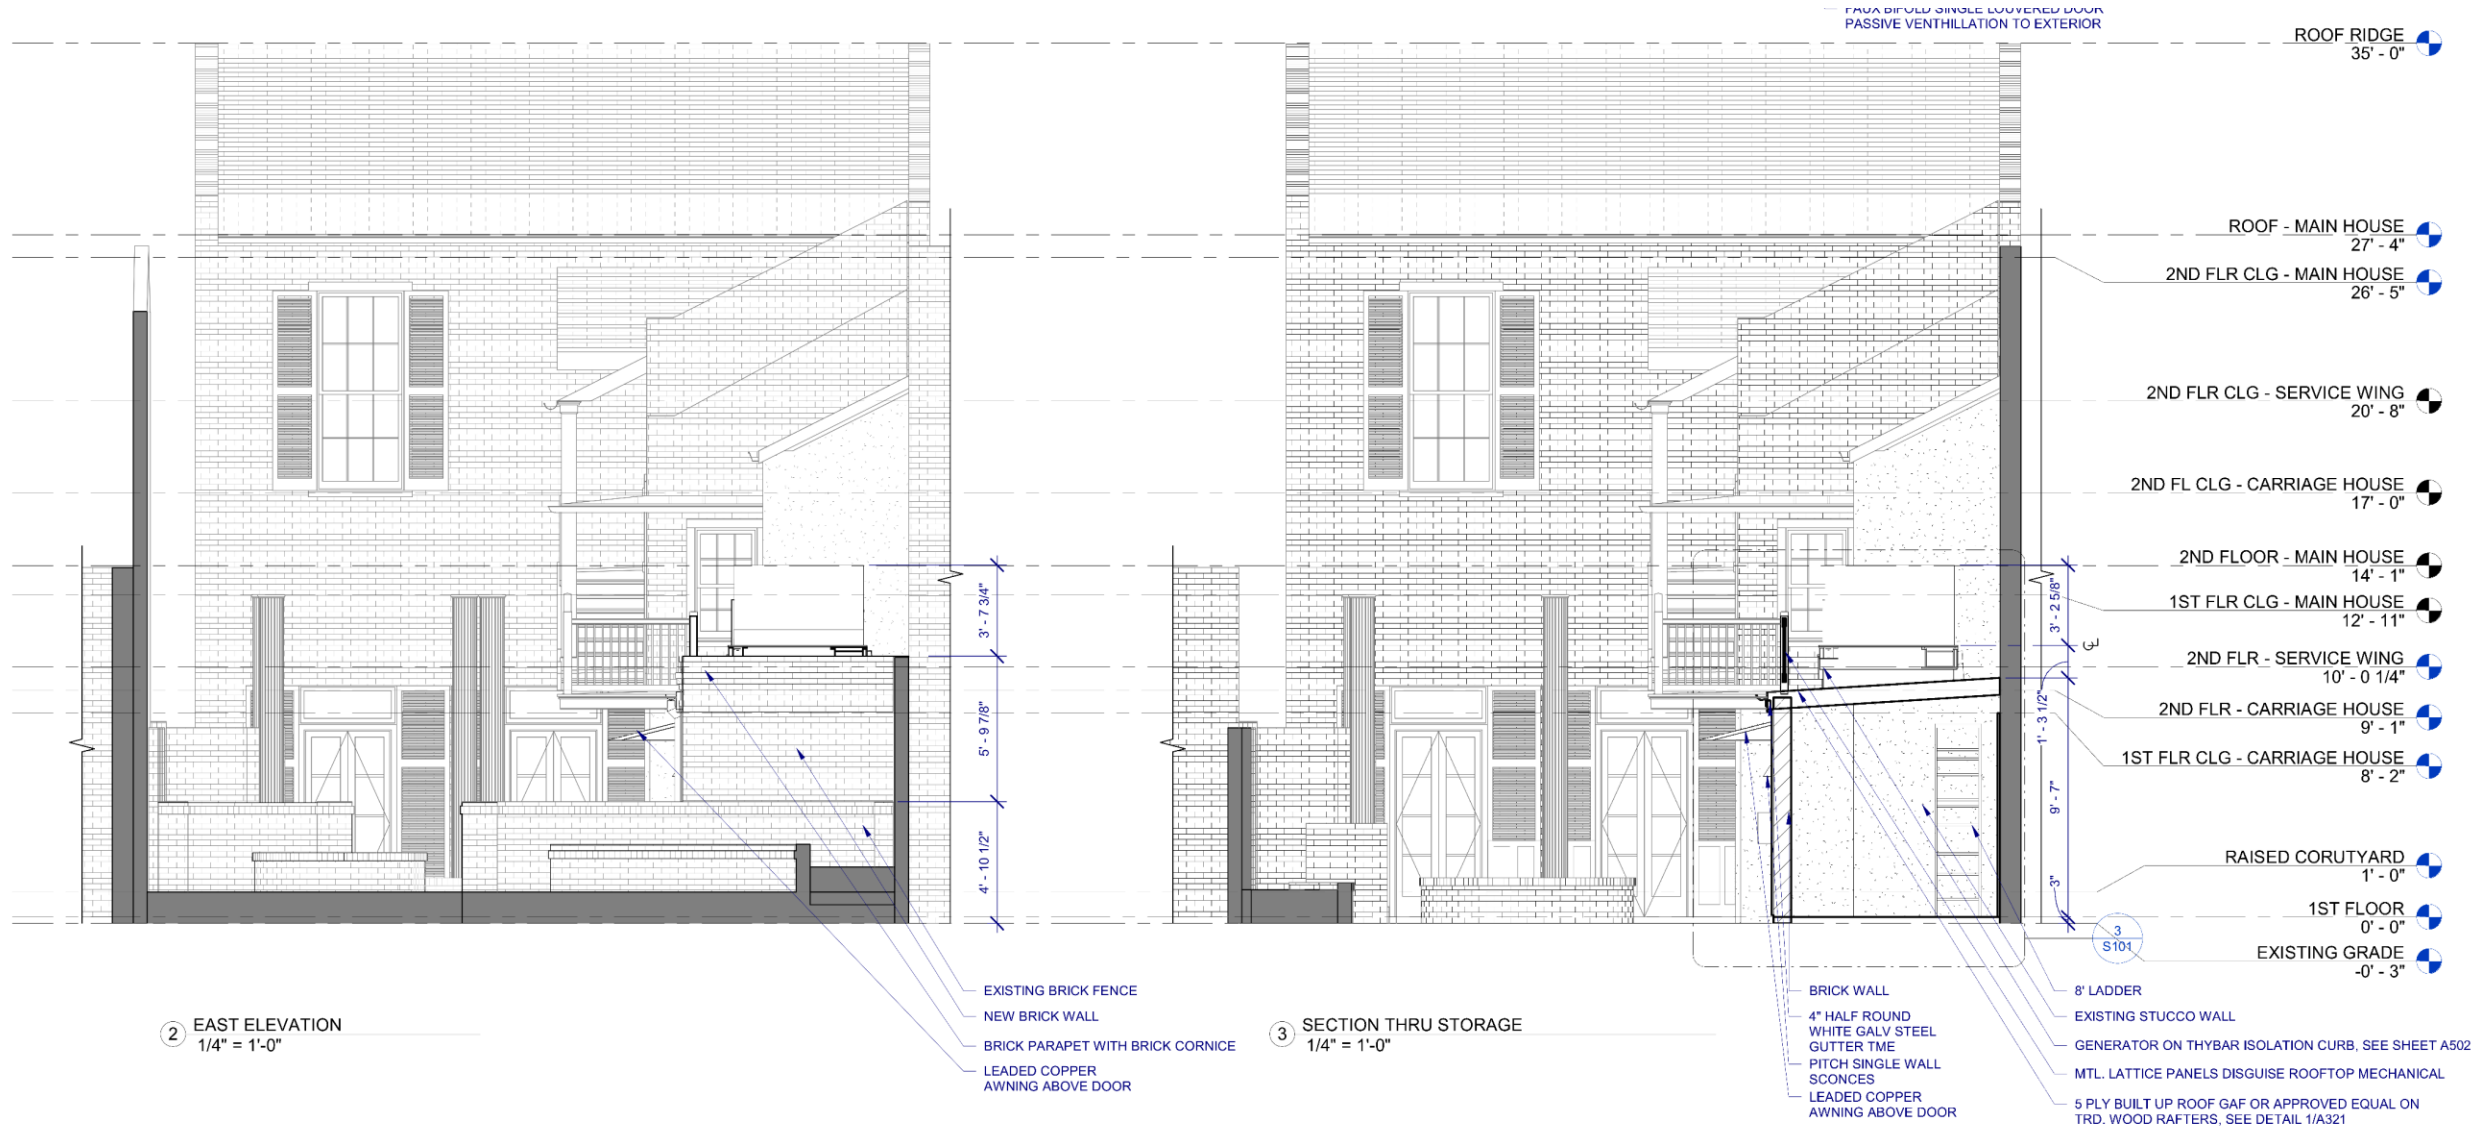 FAUX BIFOLD SINGLE LOUVERED DOOR
PASSIVE VENTHILLATION TO EXTERIOR
ROOF RIDGE
35' - 0"
ROOF - MAIN HOUSE
27' - 4"
2ND FLR CLG - MAIN HOUSE
26' - 5"
2ND FLR CLG - SERVICE WING
20' - 8"
2ND FL CLG - CARRIAGE HOUSE
17' - 0"
2ND FLOOR - MAIN HOUSE
14' - 1"
1ST FLR CLG - MAIN HOUSE
12' - 11"
2ND FLR - SERVICE WING
10' - 0 1/4"
2ND FLR - CARRIAGE HOUSE
9' - 1"
1ST FLR CLG - CARRIAGE HOUSE
8' - 2"
RAISED CORUTYARD
1' - 0"
1ST FLOOR
0' - 0"
EXISTING GRADE
-0' - 3"
3' - 7 3/4"
5' - 9 7/8"
4' - 10 1/2"
3' - 2 5/8"
1' - 3 1/2"
9' - 7"
3"
3
S101
EXISTING BRICK FENCE
NEW BRICK WALL
BRICK PARAPET WITH BRICK CORNICE
LEADED COPPER
AWNING ABOVE DOOR
2 EAST ELEVATION
1/4" = 1'-0"
3 SECTION THRU STORAGE
1/4" = 1'-0"
BRICK WALL
4" HALF ROUND
WHITE GALV STEEL
GUTTER TME
PITCH SINGLE WALL
SCONCES
LEADED COPPER
AWNING ABOVE DOOR
8' LADDER
EXISTING STUCCO WALL
GENERATOR ON THYBAR ISOLATION CURB, SEE SHEET A502
MTL. LATTICE PANELS DISGUISE ROOFTOP MECHANICAL
5 PLY BUILT UP ROOF GAF OR APPROVED EQUAL ON
TRD. WOOD RAFTERS, SEE DETAIL 1/A321